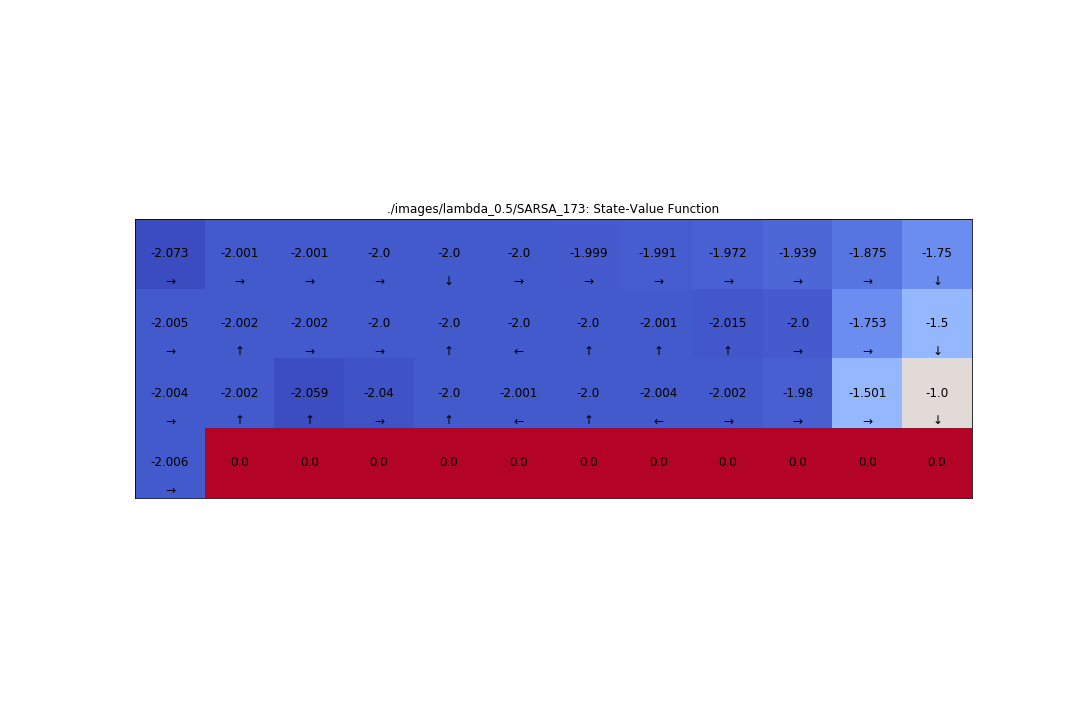 ./images/lambda_0.5/SARSA_173: State-Value Function
-2.073 -2.001 -2.001 -2.0 -2.0 -2.0 -1.999 -1.991 -1.972 -1.939 -1.875 -1.75
→ → → → ↓ → → → → → → ↓
-2.005 -2.002 -2.002 -2.0 -2.0 -2.0 -2.0 -2.001 -2.015 -2.0 -1.753 -1.5
→ ↑ → → ↑ ← ↑ ↑ ↑ → → ↓
-2.004 -2.002 -2.059 -2.04 -2.0 -2.001 -2.0 -2.004 -2.002 -1.98 -1.501 -1.0
→ ↑ ↑ → ↑ ← ↑ ← → → → ↓
-2.006 0.0 0.0 0.0 0.0 0.0 0.0 0.0 0.0 0.0 0.0 0.0
→